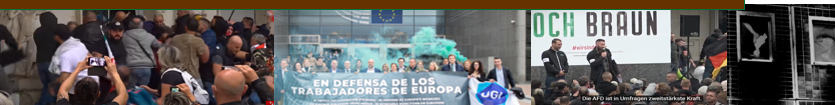 EN DEFENSA DE LOS
TRABAJADORES DE EUROPA
UGT
OCH BRAUN
Die AFD ist in Umfragen zweitstärkste Kraft.